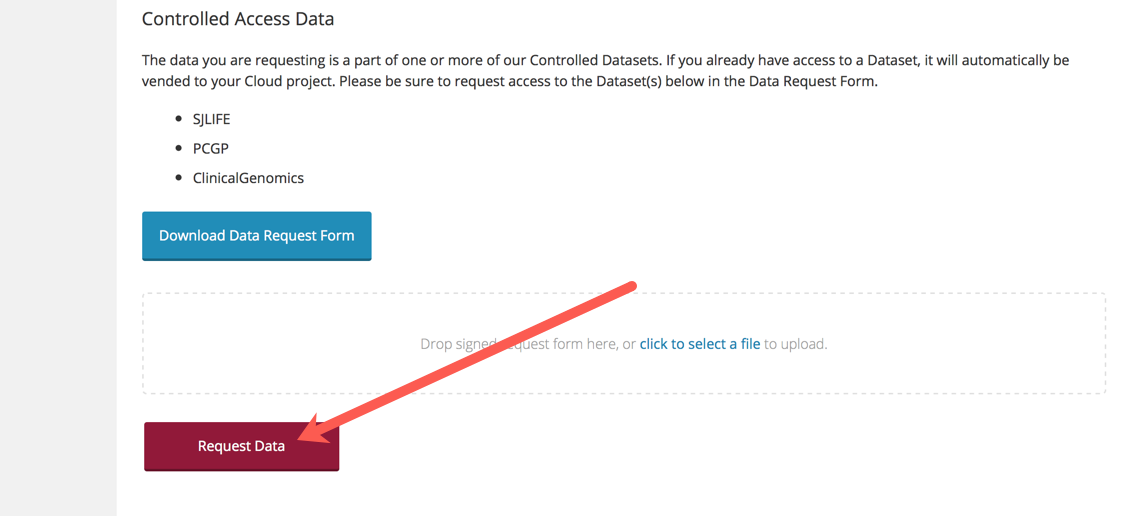 Controlled Access Data
The data you are requesting is a part of one or more of our Controlled Datasets. If you already have access to a Dataset, it will automatically be
vended to your Cloud project. Please be sure to request access to the Dataset(s) below in the Data Request Form.
SJLIFE
PCGP
ClinicalGenomics
Download Data Request Form
Drop signed request form here, or click to select a file to upload.
Request Data